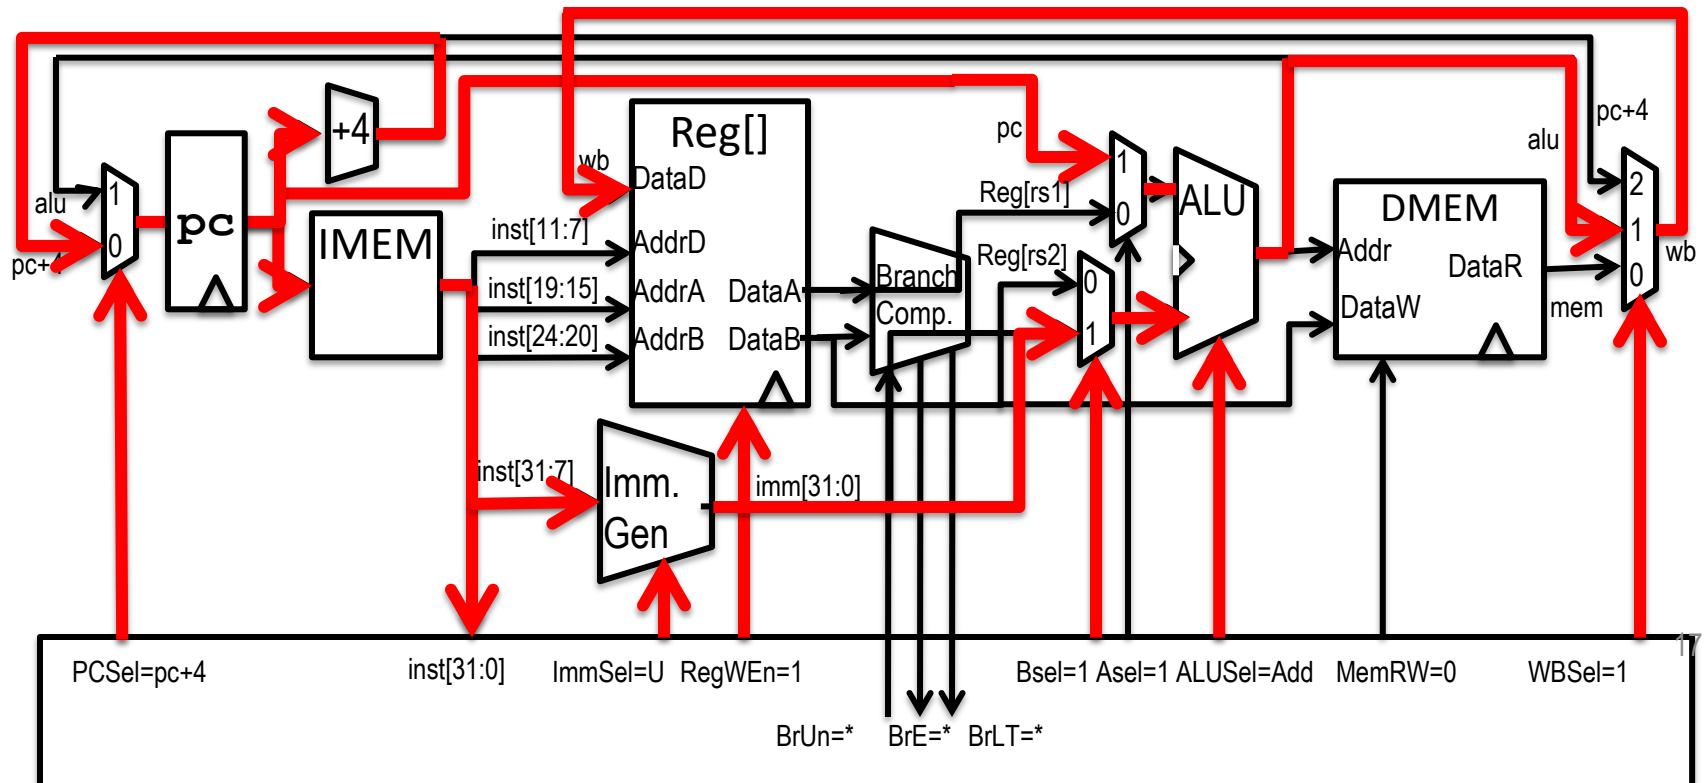 pc+4
alu
+4
Reg[]
pc
wb
DataD
1
ALU
2
alu
1
pc
Reg[rs1]
0
DMEM
1
inst[11:7]
IMEM
AddrD
Addr
wb
pc+4
0
Reg[rs2]
DataR
0
inst[19:15]
AddrA
DataA
Branch
0
mem
inst[24:20]
AddrB
DataB
Comp.
1
DataW
inst[31:7]
Imm.
Gen
imm[31:0]
17
PCSel=pc+4
inst[31:0]
ImmSel=U
RegWEn=1
Bsel=1
Asel=1
ALUSel=Add
MemRW=0
WBSel=1
BrUn=*
BrE=*
BrLT=*